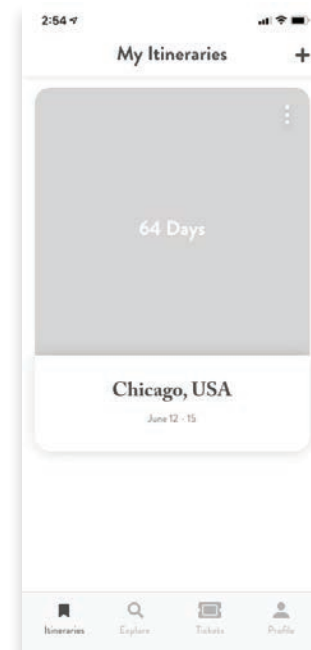 2:54
My Itineraries
+
64 Days
Chicago, USA
June 12 - 15
Itineraries Explore Tickets Profile